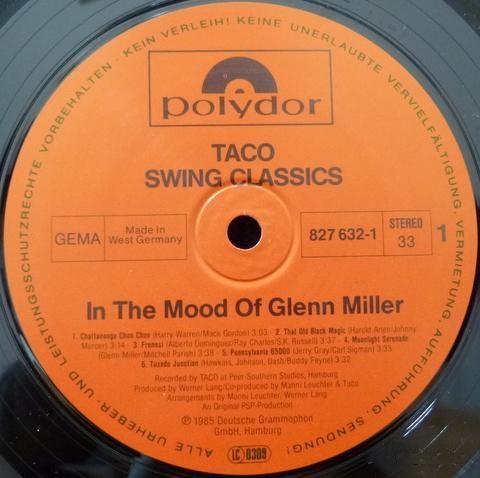 ALLE URHEBER- UND LEISTUNGSSCHUTZRECHTE VORBEHALTEN · KEIN VERLEIH! KEINE UNERLAUBTE VERVIELFÄLTIGUNG, VERMIETUNG, AUFFÜHRUNG, SENDUNG!
polydor
TACO
SWING CLASSICS
GEMA
Made in
West Germany
827 632-1
STEREO
33
1
In The Mood Of Glenn Miller
1. Chattanooga Choo Choo (Harry Warren/Mack Gordon) 3:03 · 2. That Old Black Magic (Harold Arlen/Johnny
Mercer) 3:14 · 3. Frenesi (Alberto Dominguez/Ray Charles/S.K. Russell) 3:37 · 4. Moonlight Serenade
(Glenn Miller/Mitchell Parish) 3:38 · 5. Pennsylvania 65000 (Jerry Gray/Carl Sigman) 3:33
6. Tuxedo Junction (Hawkins, Johnson, Dash/Buddy Feyne) 3:32
Recorded by TACO at Peer-Southern Studios, Hamburg
Produced by Werner Lang/Co-produced by Manni Leuchter & Taco
Arrangements by Manni Leuchter, Werner Lang
An Original PSP-Production
℗ 1985 Deutsche Grammophon
GmbH, Hamburg
LC 0309